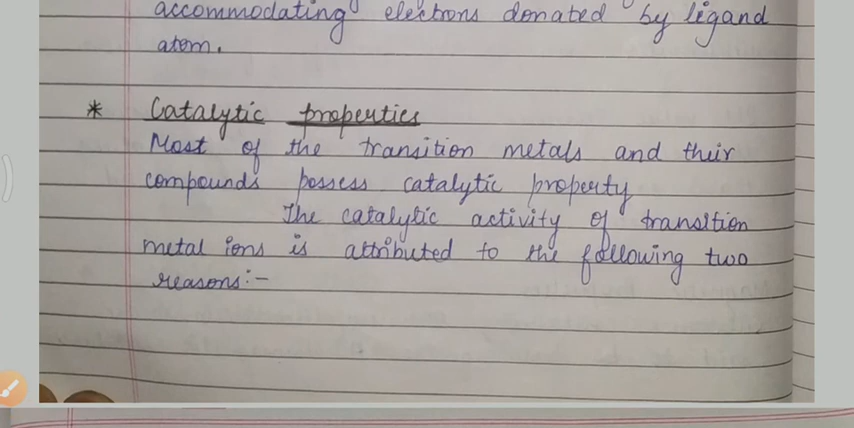 accommodating electrons donated by ligand
atom.
* Catalytic properties
Most of the transition metals and their
compounds possess catalytic property
The catalytic activity of transition
metal ions is attributed to the following two
reasons:-